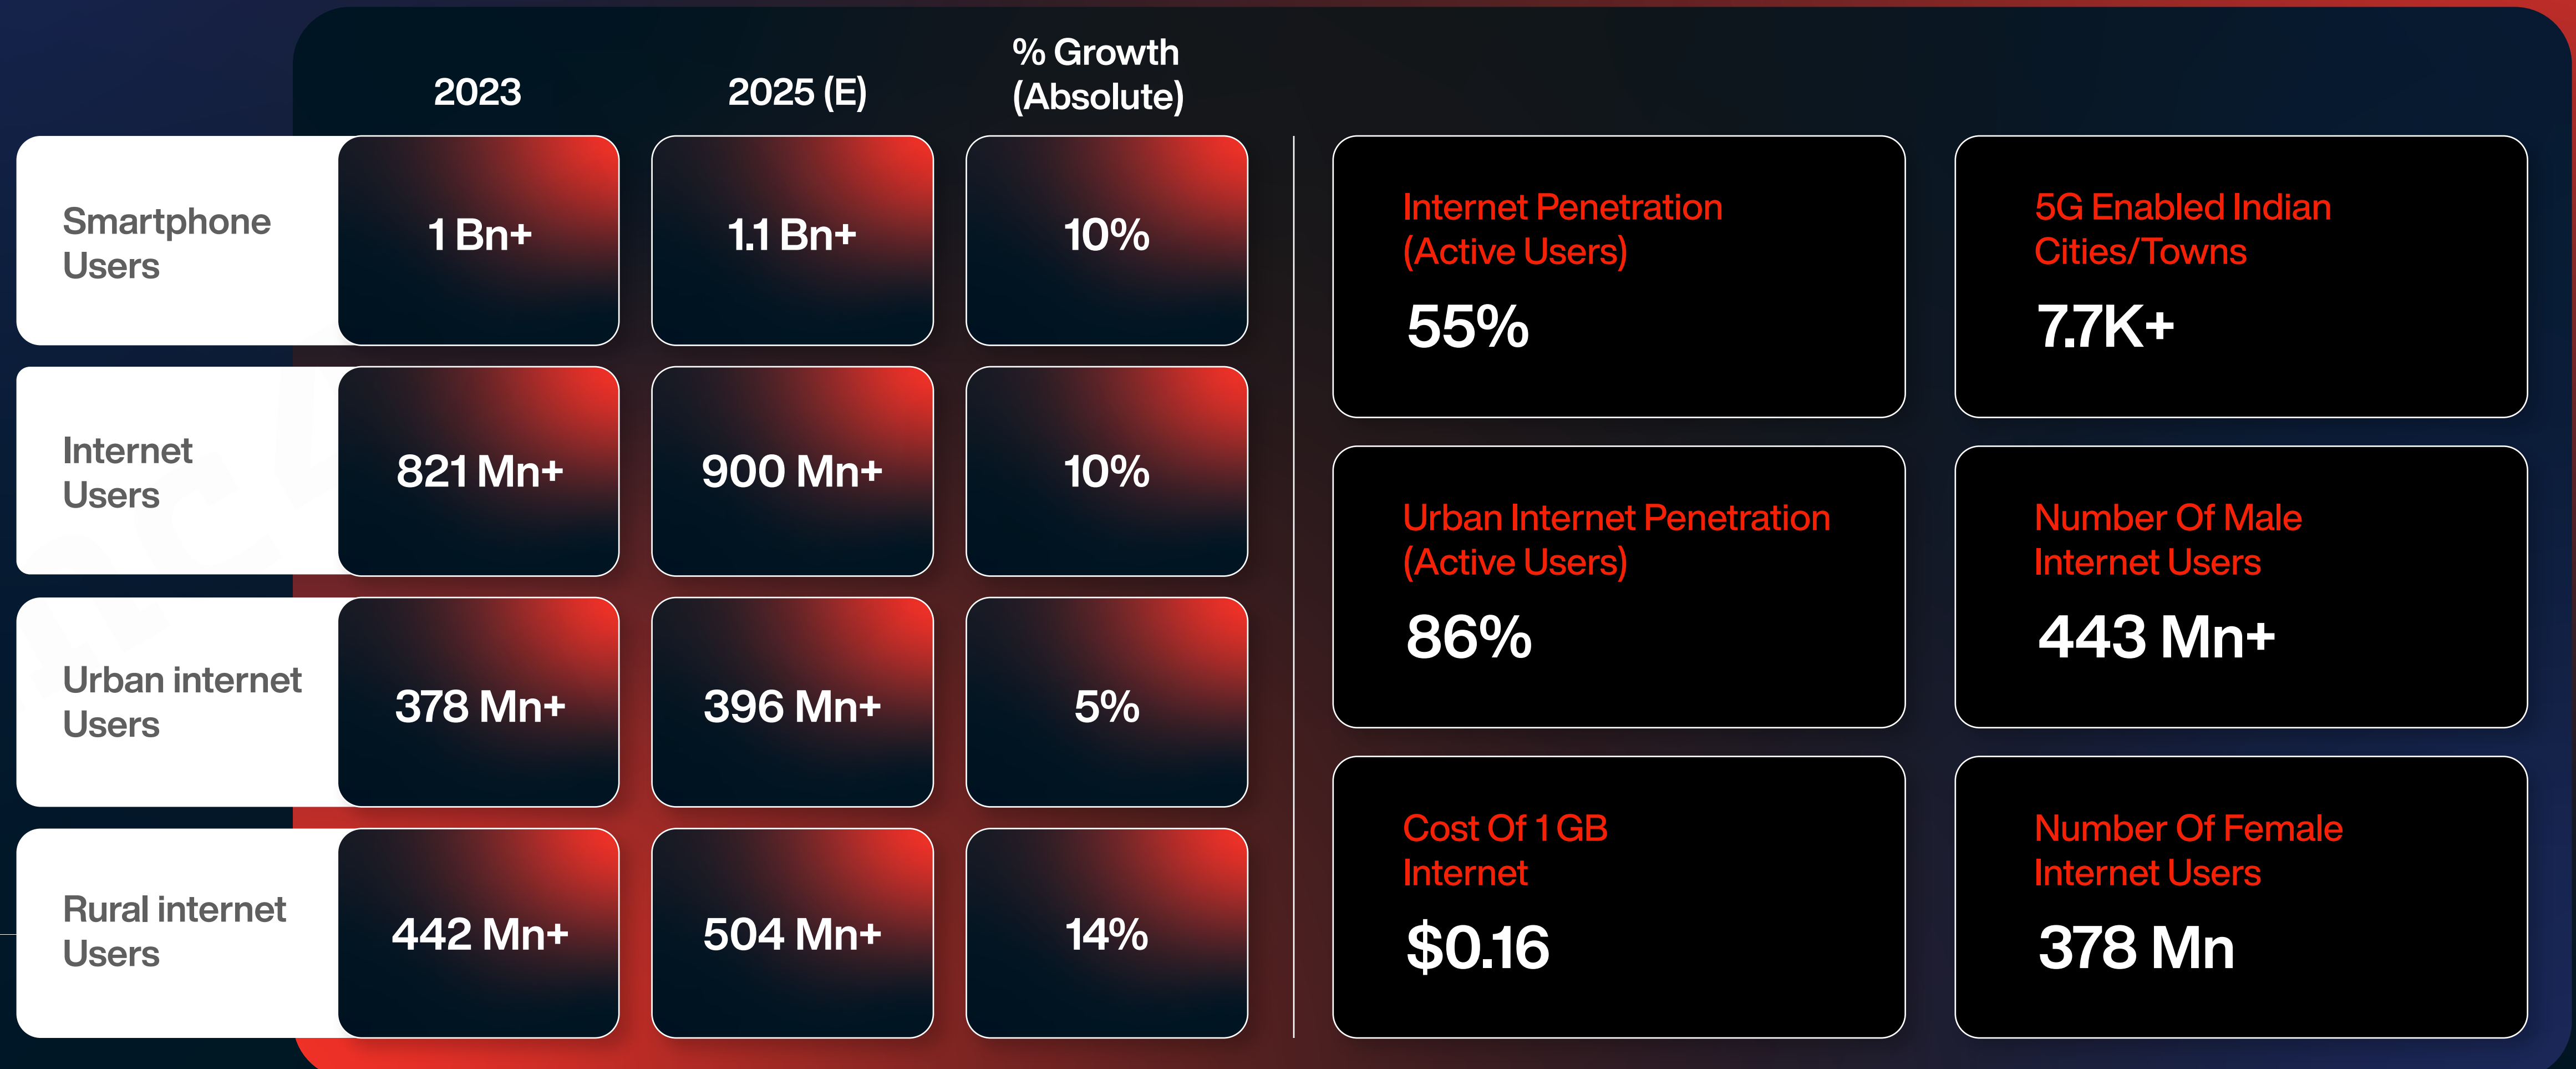 2023
2025 (E)
% Growth
(Absolute)
Smartphone
Users
1 Bn+
1.1 Bn+
10%
Internet
Users
821 Mn+
900 Mn+
10%
Urban internet
Users
378 Mn+
396 Mn+
5%
Rural internet
Users
442 Mn+
504 Mn+
14%
Internet Penetration
(Active Users)
55%
5G Enabled Indian
Cities/Towns
7.7K+
Urban Internet Penetration
(Active Users)
86%
Number Of Male
Internet Users
443 Mn+
Cost Of 1 GB
Internet
$0.16
Number Of Female
Internet Users
378 Mn